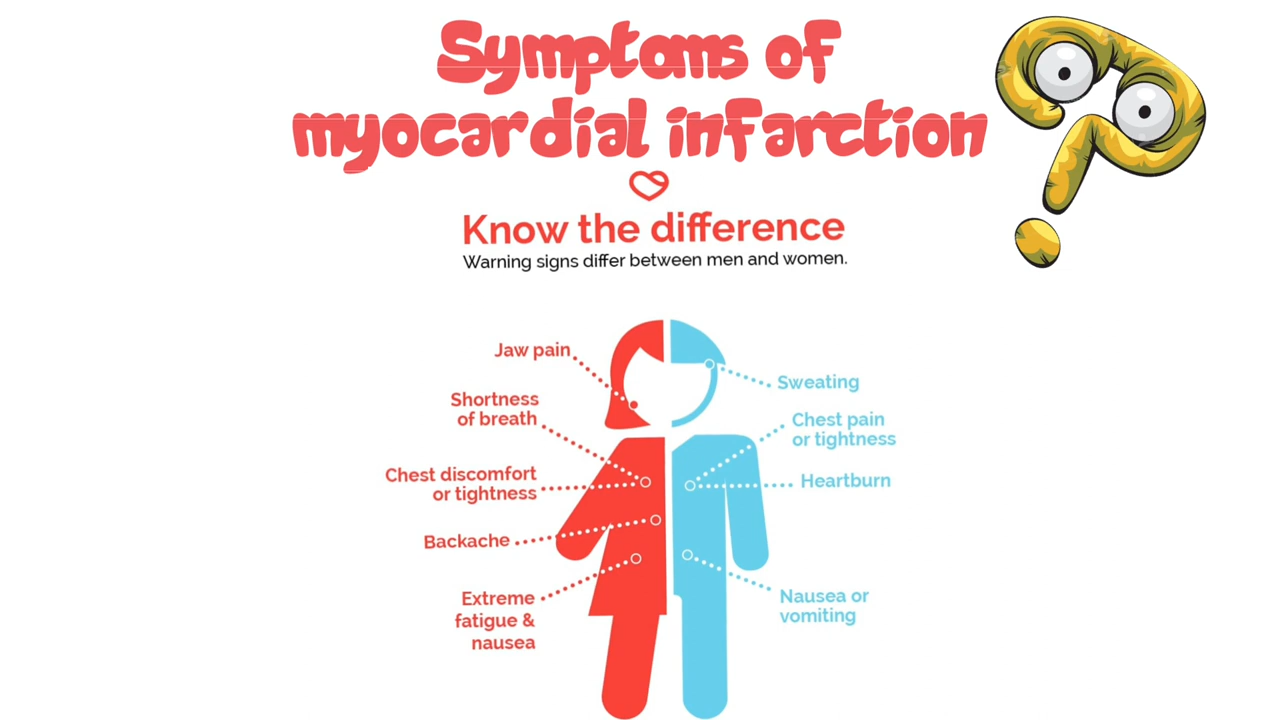 Symptoms of
myocardial infarction
Know the difference
Warning signs differ between men and women.
Jaw pain
Shortness
of breath
Chest discomfort
or tightness
Backache
Extreme
fatigue &
nausea
Sweating
Chest pain
or tightness
Heartburn
Nausea or
vomiting